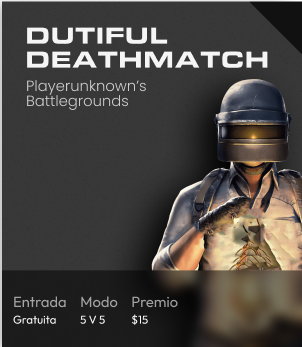 DUTIFUL
DEATHMATCH
Playerunknown's
Battlegrounds
Entrada Modo Premio
Gratuita 5 V 5 $15